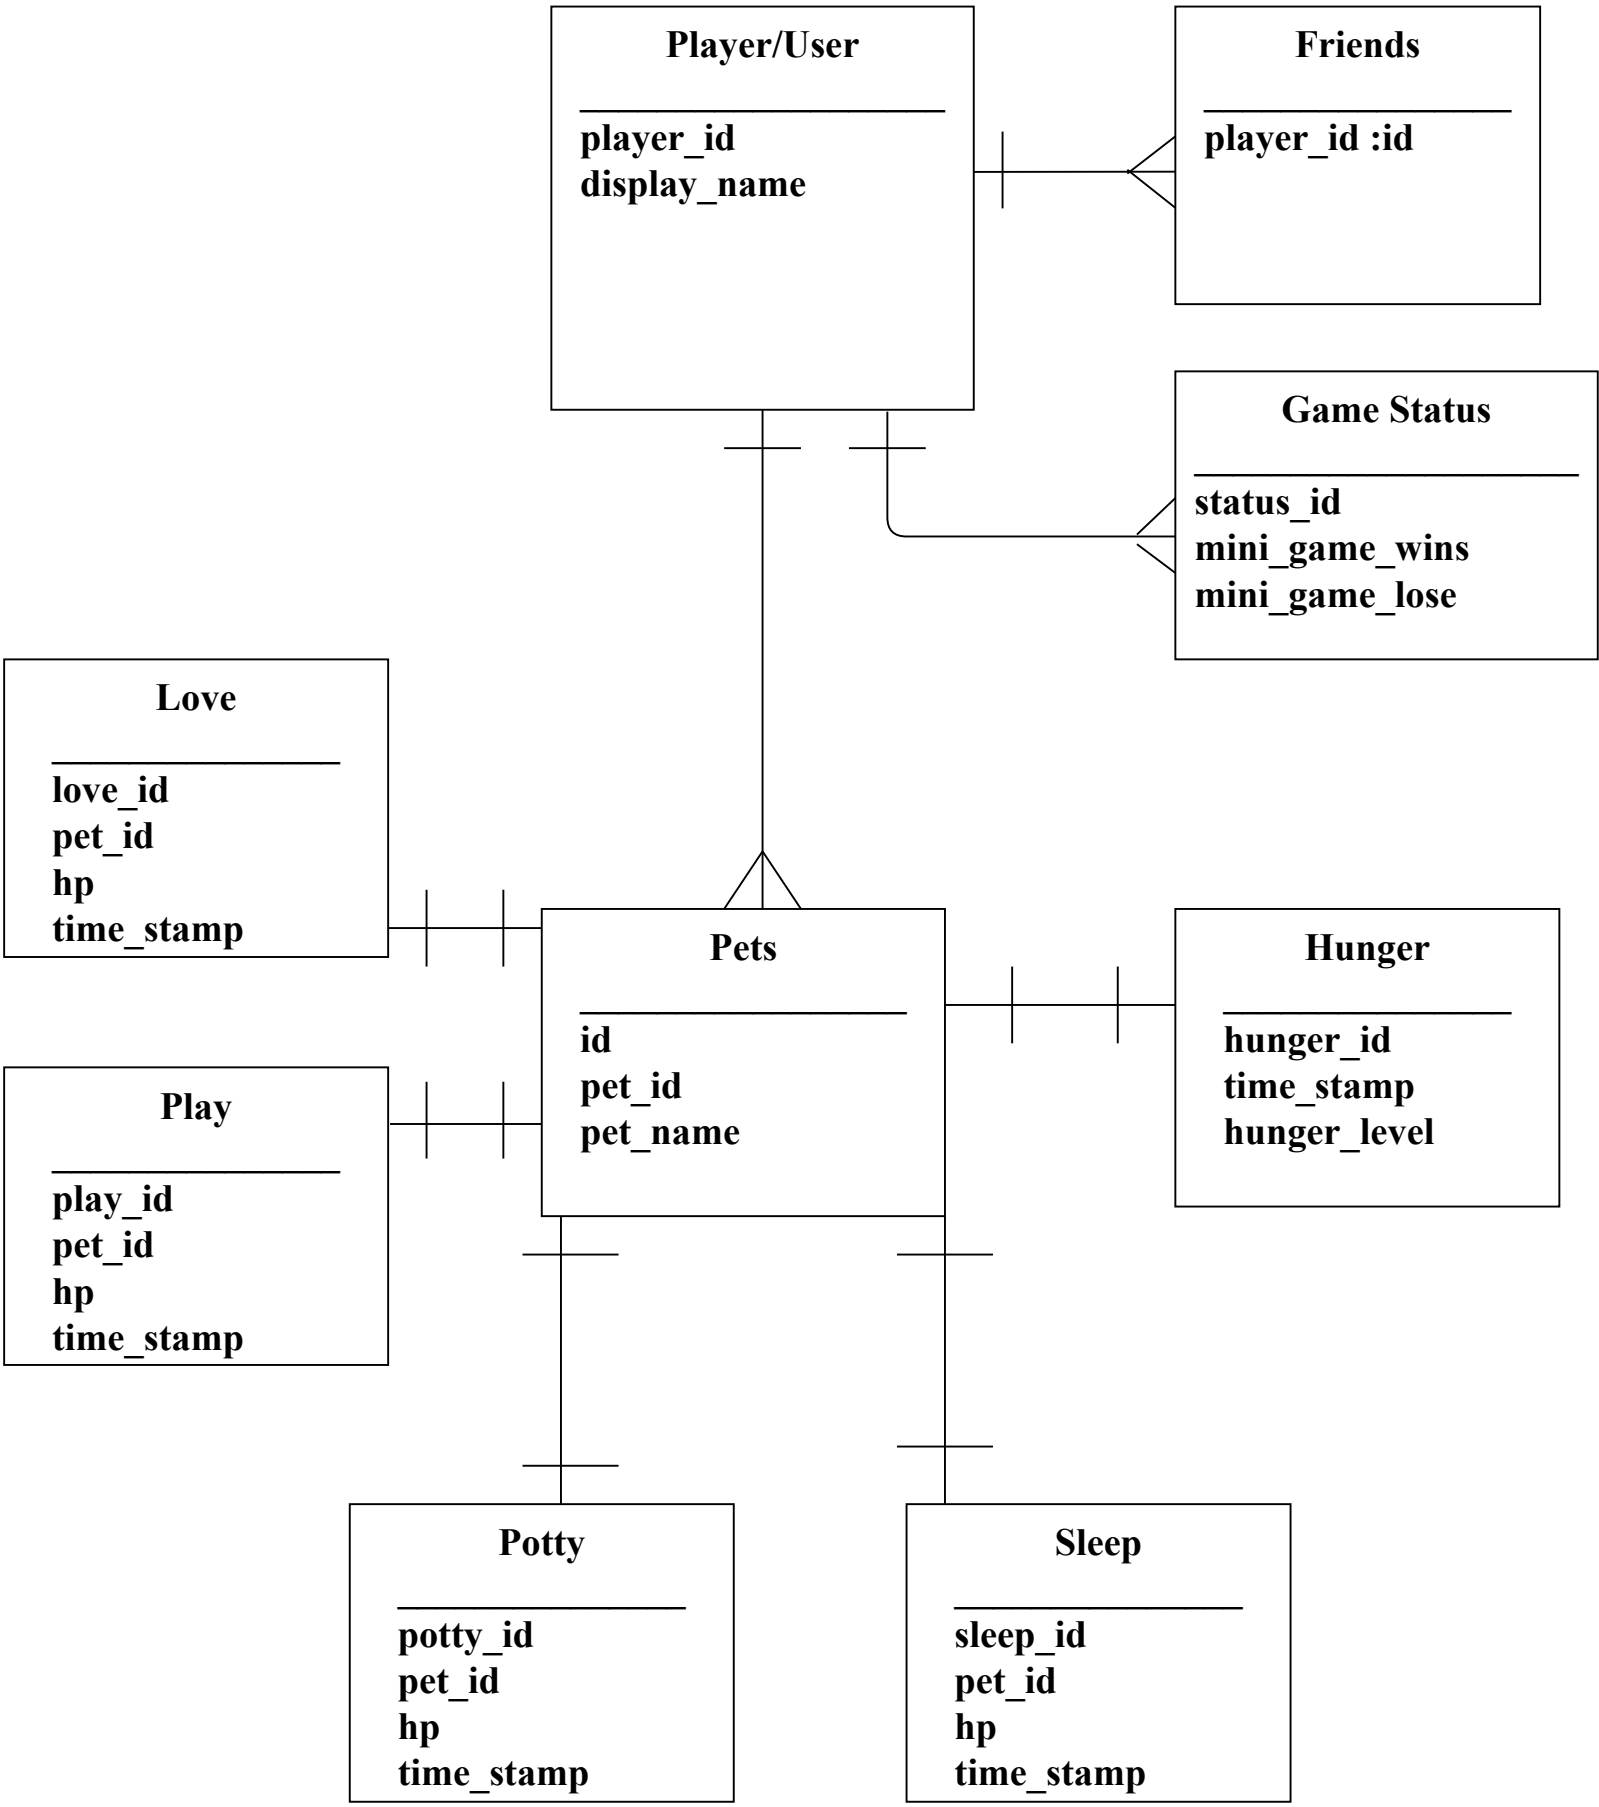 Player/User
player_id
display_name
Friends
player_id :id
Game Status
status_id
mini_game_wins
mini_game_lose
Love
love_id
pet_id
hp
time_stamp
Pets
id
pet_id
pet_name
Hunger
hunger_id
time_stamp
hunger_level
Play
play_id
pet_id
hp
time_stamp
Potty
potty_id
pet_id
hp
time_stamp
Sleep
sleep_id
pet_id
hp
time_stamp